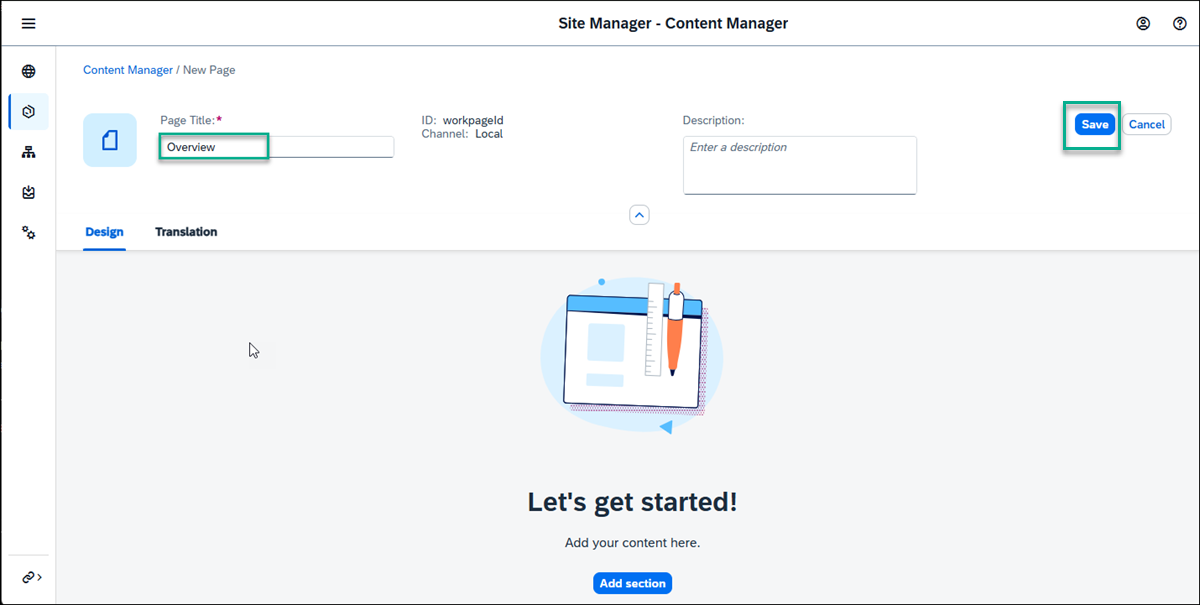 Site Manager - Content Manager
Content Manager / New Page
Page Title:*
Overview
ID: workpageId
Channel: Local
Description:
Enter a description
Save
Cancel
Design
Translation
Let's get started!
Add your content here.
Add section